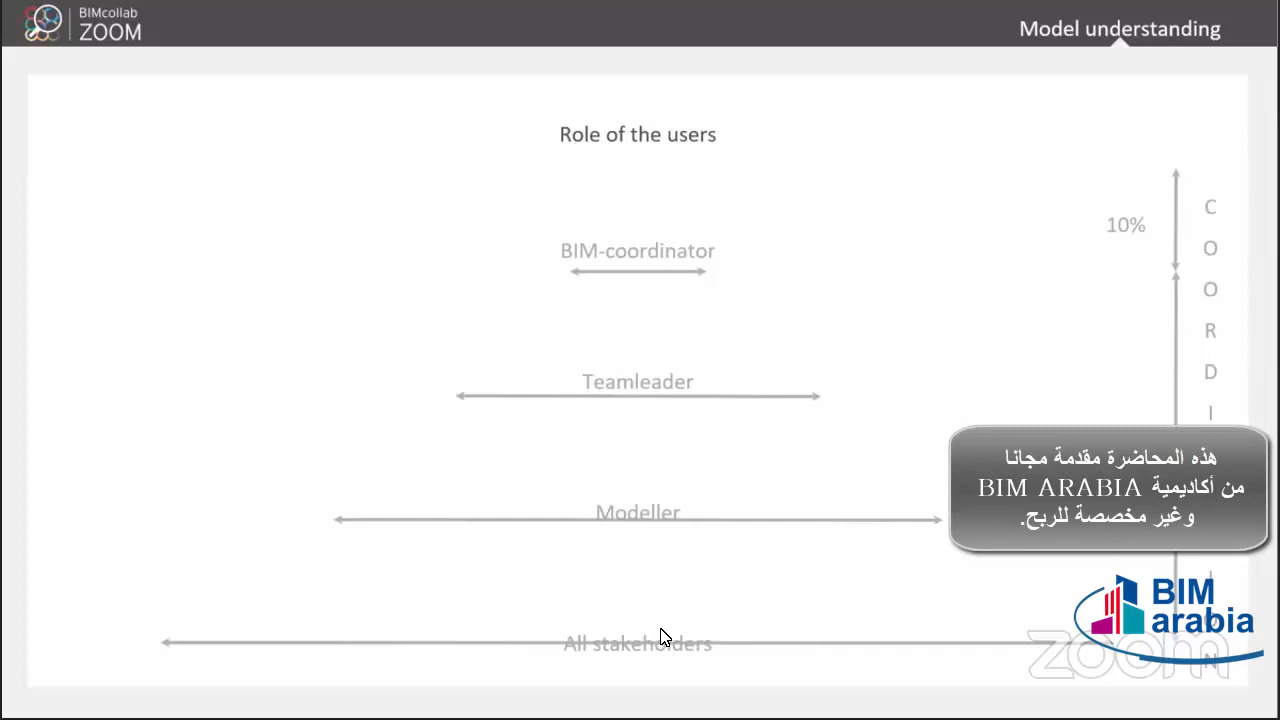 BIMcollab
ZOOM
Model understanding
Role of the users
BIM-coordinator
10%
Teamleader
Modeller
All stakeholders
C
O
O
R
D
I
N
هذه المحاضرة مقدمة مجانا
من أكاديمية BIM ARABIA
وغير مخصصة للربح.
BIM
arabia
zoom